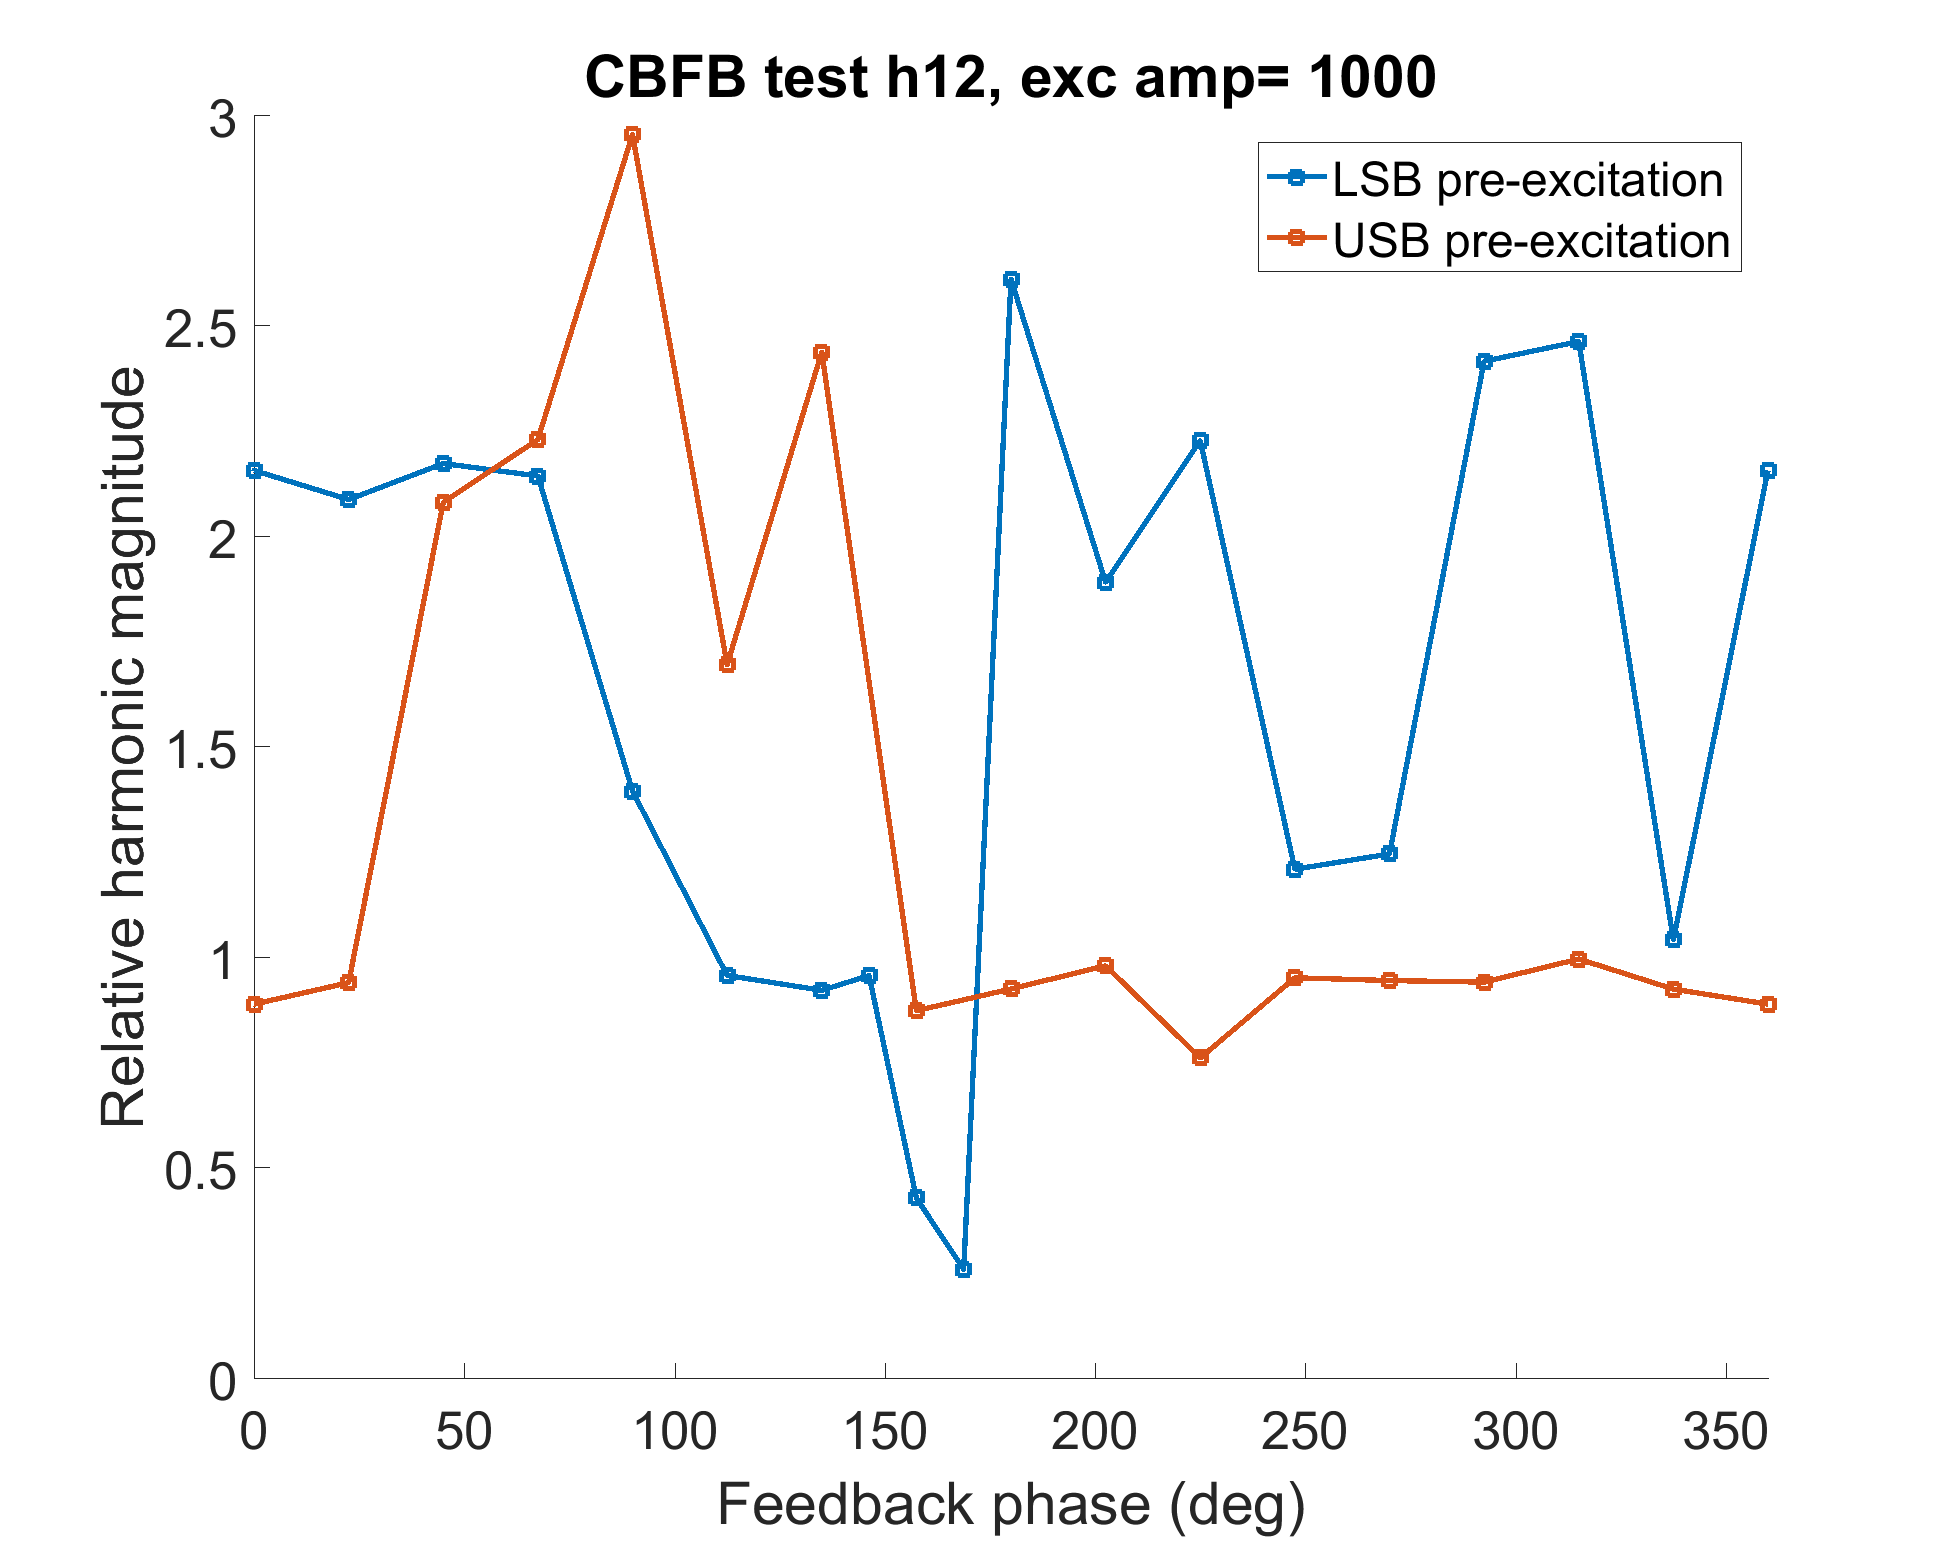 CBFB test h12, exc amp= 1000
LSB pre-excitation
USB pre-excitation
Relative harmonic magnitude
3
2.5
2
1.5
1
0.5
0
0 50 100 150 200 250 300 350
Feedback phase (deg)